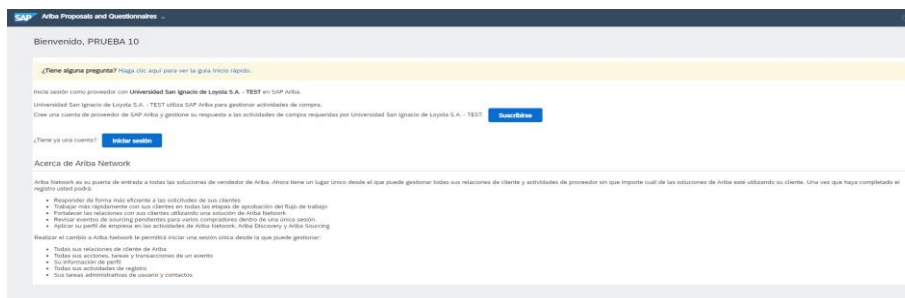 SAP Ariba Proposals and Questionnaires
Bienvenido, PRUEBA 10
¿Tiene alguna pregunta? Haga clic aquí para ver la guía Inicio rápido.
Inicie sesión como proveedor con Universidad San Ignacio de Loyola S.A. - TEST en SAP Ariba.
Universidad San Ignacio de Loyola S.A. - TEST utiliza SAP Ariba para gestionar actividades de compra.
Cree una cuenta de proveedor de SAP Ariba y gestione su respuesta a las actividades de compra requeridas por Universidad San Ignacio de Loyola S.A. - TEST. Suscribirse
¿Tiene ya una cuenta? Iniciar sesión
Acerca de Ariba Network
Ariba Network es su puerta de entrada a todas las soluciones de vendedor de Ariba. Ahora tiene un lugar único desde el que puede gestionar todas sus relaciones de cliente y actividades de proveedor sin que importe cuál de las soluciones de Ariba esté utilizando su cliente. Una vez que haya completado el
registro usted podrá:
• Responder de forma más eficiente a las solicitudes de sus clientes
• Trabajar más rápidamente con sus clientes en todas las etapas de aprobación del flujo de trabajo
• Fortalecer las relaciones con sus clientes utilizando una solución de Ariba Network
• Revisar eventos de sourcing pendientes para varios compradores dentro de una única sesión
• Aplicar su perfil de empresa en las actividades de Ariba Network, Ariba Discovery y Ariba Sourcing
Realizar el cambio a Ariba Network le permitirá iniciar una sesión única desde la que puede gestionar:
• Todas sus relaciones de cliente de Ariba
• Todas sus acciones, tareas y transacciones de un evento
• Su información de perfil
• Todas sus actividades de registro
• Sus tareas administrativas de usuario y contactos